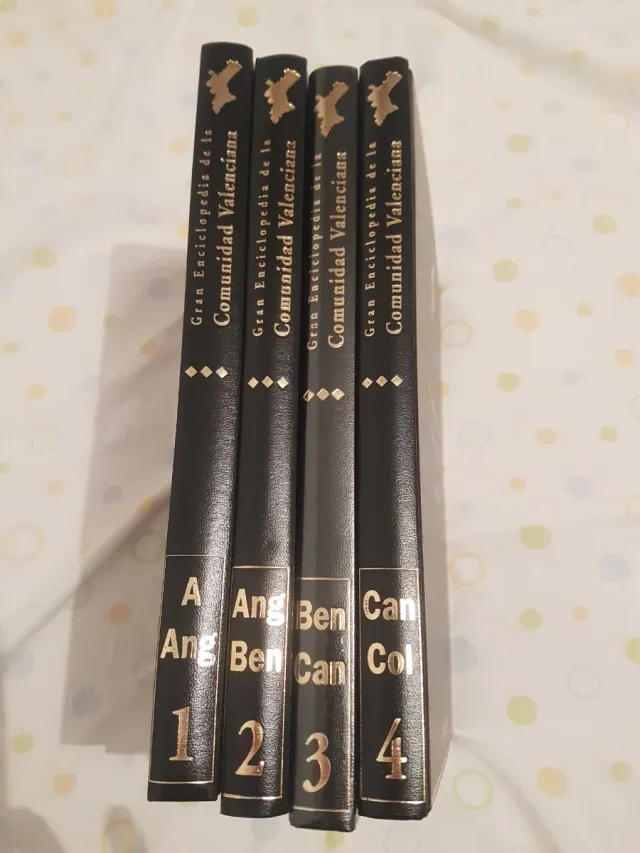 Gran Enciclopedia de la
Comunidad Valenciana
A
Ang
1
Gran Enciclopedia de la
Comunidad Valenciana
Ang
Ben
2
Gran Enciclopedia de la
Comunidad Valenciana
Ben
Can
3
Gran Enciclopedia de la
Comunidad Valenciana
Can
Col
4